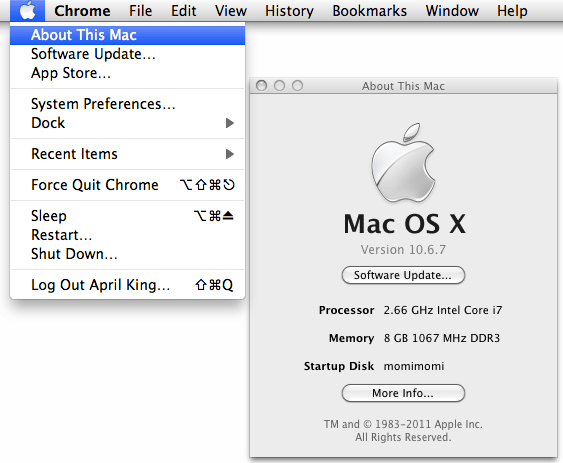 Chrome File Edit View History Bookmarks Window Help
About This Mac
Software Update...
App Store...
System Preferences...
Dock
Recent Items
Force Quit Chrome ⌥⇧⌘⎋
Sleep ⌥⌘⏏
Restart...
Shut Down...
Log Out April King... ⇧⌘Q
About This Mac
Mac OS X
Version 10.6.7
Software Update...
Processor 2.66 GHz Intel Core i7
Memory 8 GB 1067 MHz DDR3
Startup Disk momimomi
More Info...
TM and © 1983-2011 Apple Inc.
All Rights Reserved.